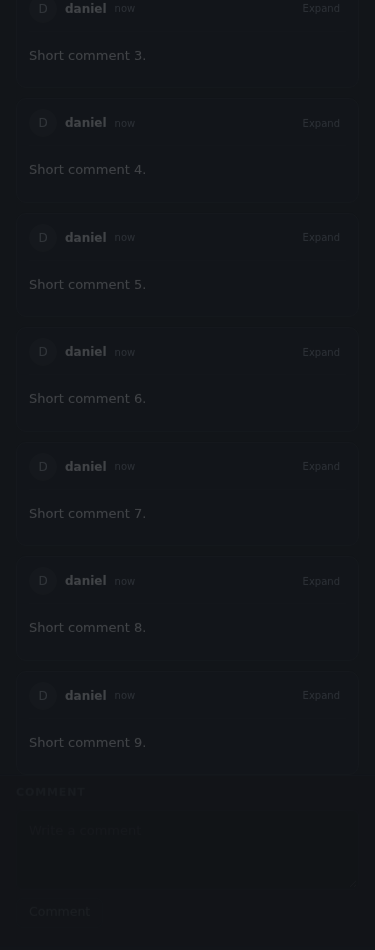 D daniel now Expand
Short comment 3.
D daniel now Expand
Short comment 4.
D daniel now Expand
Short comment 5.
D daniel now Expand
Short comment 6.
D daniel now Expand
Short comment 7.
D daniel now Expand
Short comment 8.
D daniel now Expand
Short comment 9.
COMMENT
Write a comment...
Comment